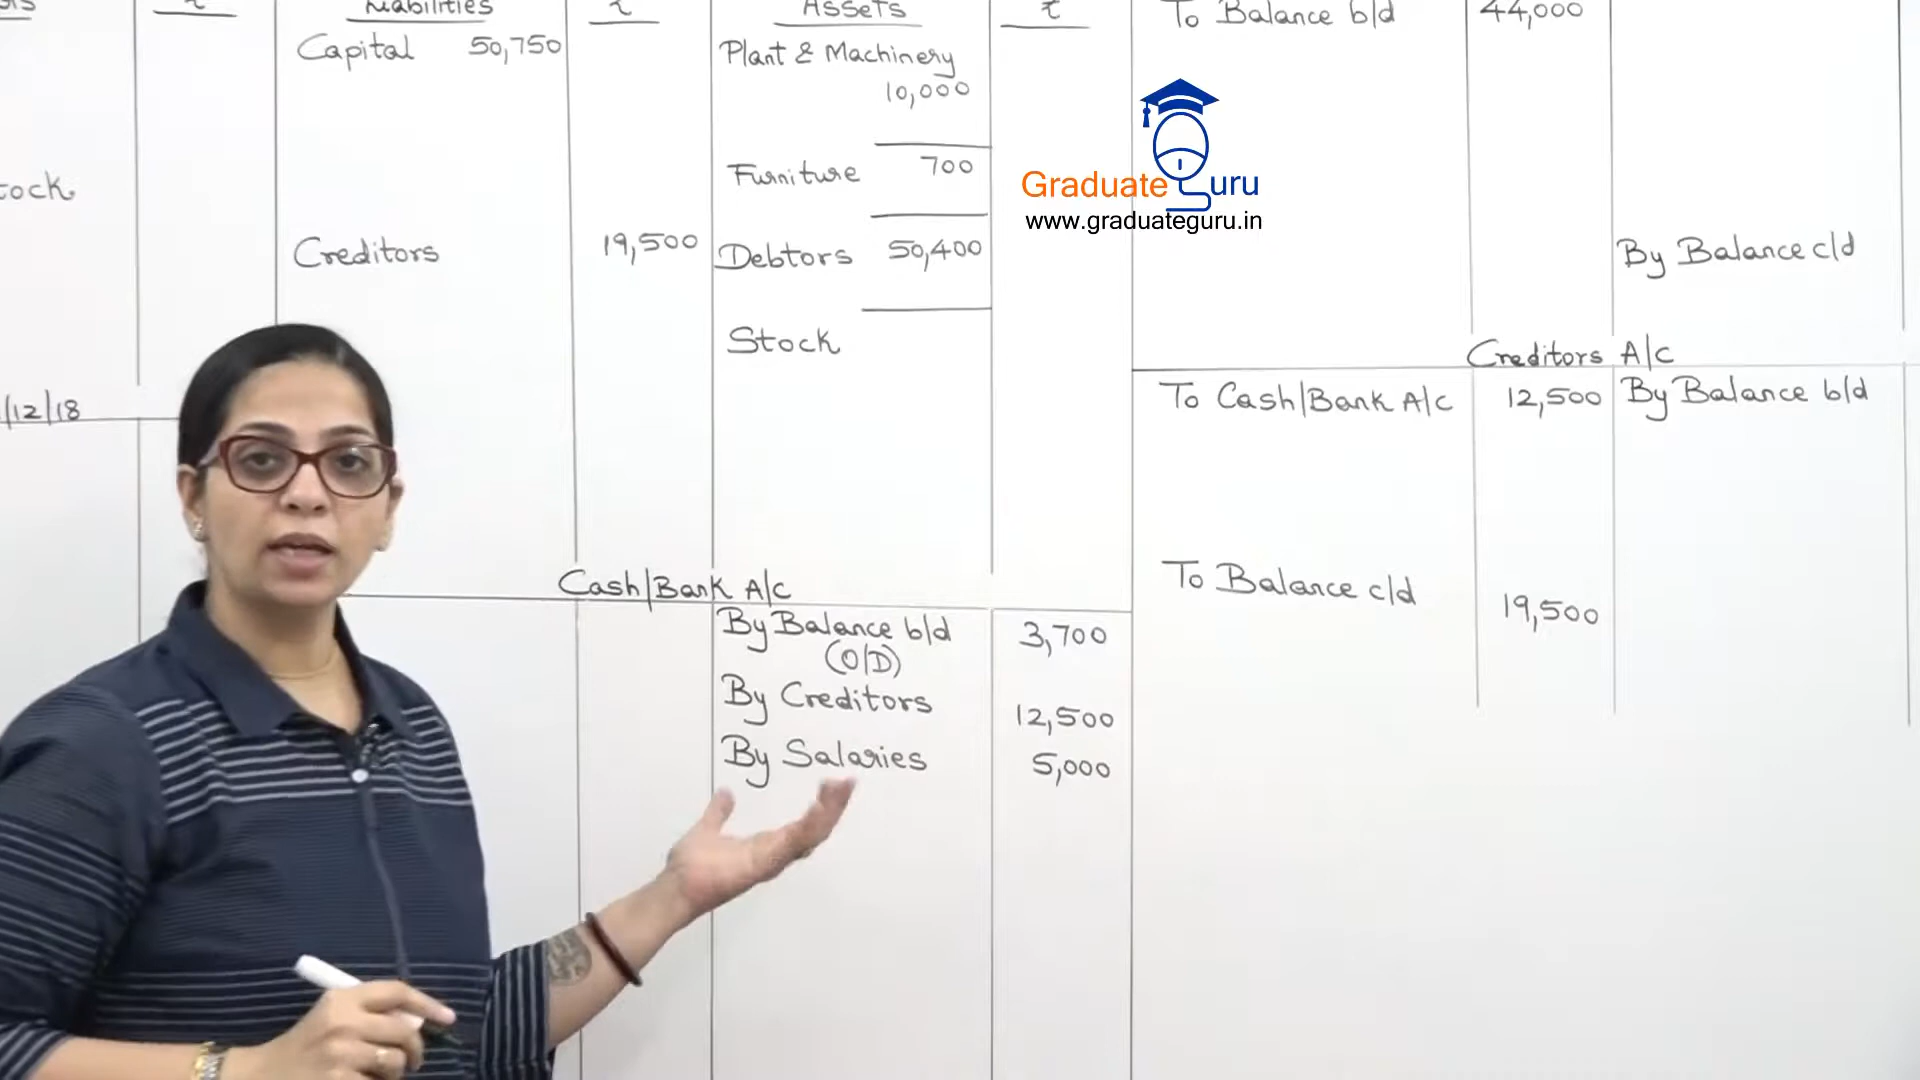 Liabilities ₹ Assets ₹
Capital 50,750
Plant & Machinery
10,000
Furniture 700
Creditors 19,500
Debtors 50,400
Stock
tock
/12/18
To Balance b/d 44,000
Graduate Guru
www.graduateguru.in
By Balance c/d
Creditors A/c
To Cash/Bank A/c 12,500 By Balance b/d
To Balance c/d
19,500
Cash/Bank A/c
By Balance b/d 3,700
(O/D)
By Creditors 12,500
By Salaries 5,000